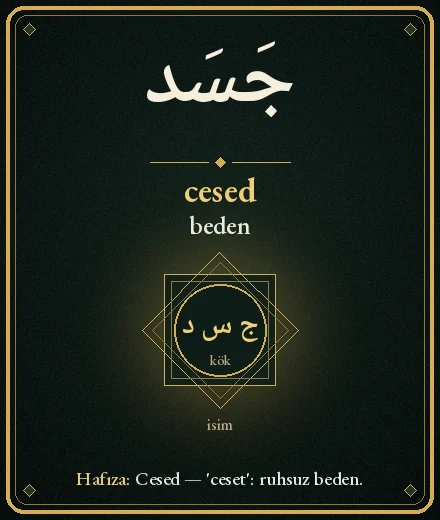 جَسَد
cesed
beden
ج س د
kök
isim
Hafıza: Cesed — 'ceset': ruhsuz beden.